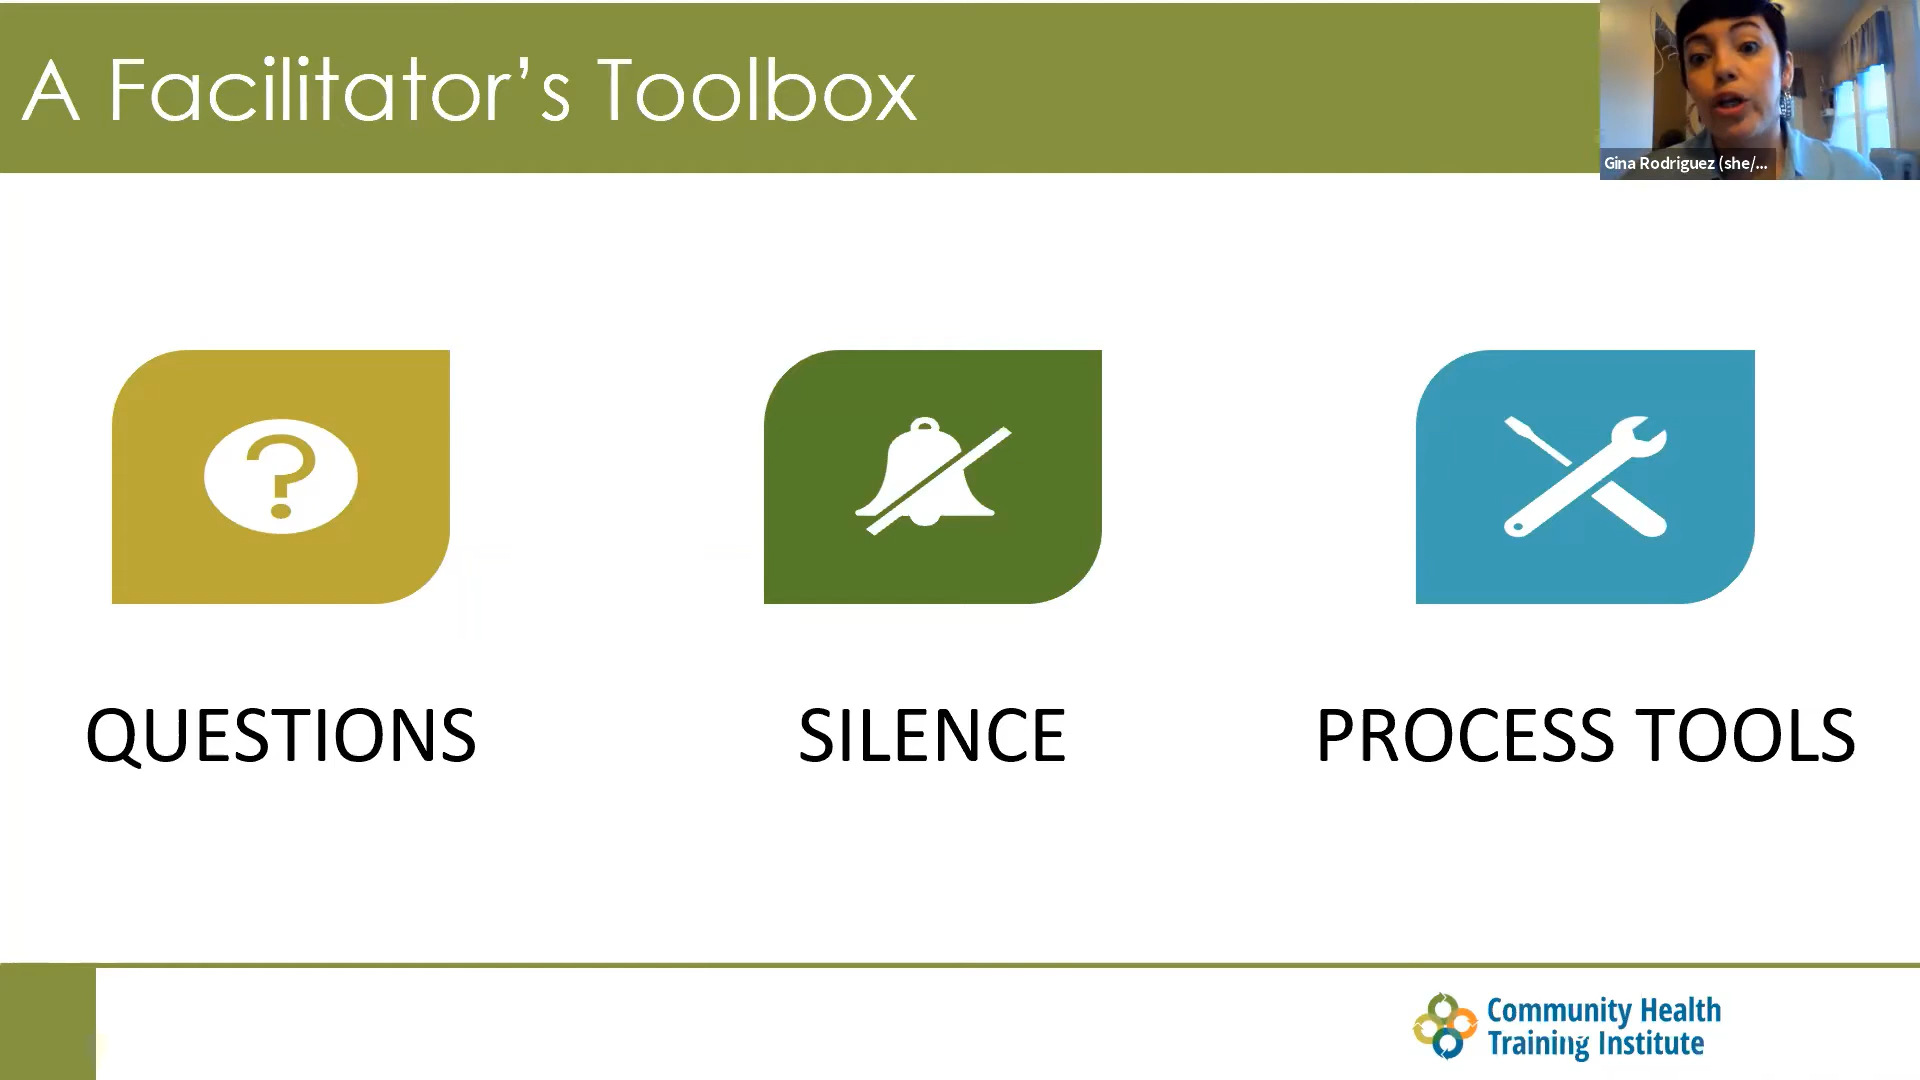 A Facilitator’s Toolbox
Gina Rodriguez (she/...
?
QUESTIONS
SILENCE
PROCESS TOOLS
Community Health
Training Institute